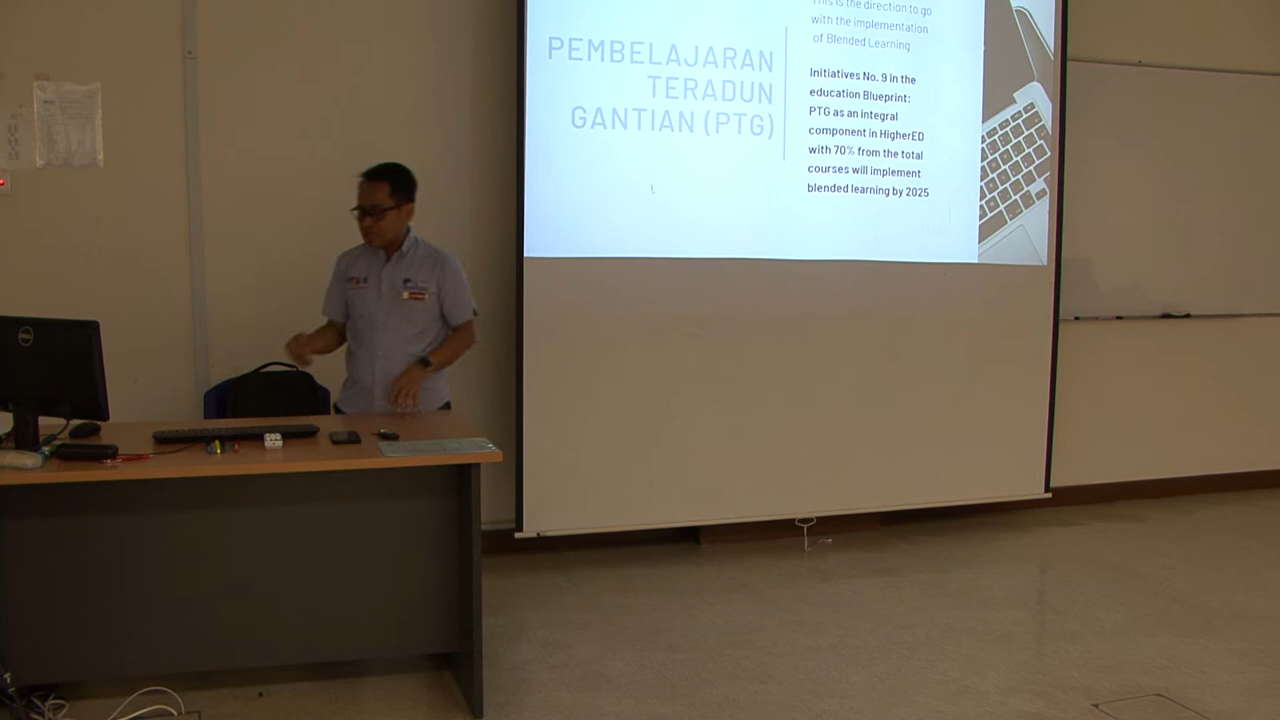 PEMBELAJARAN
TERADUN
GANTIAN (PTG)
This is the direction to go
with the implementation
of Blended Learning
Initiatives No. 9 in the
education Blueprint:
PTG as an integral
component in HigherED
with 70% from the total
courses will implement
blended learning by 2025
DELL